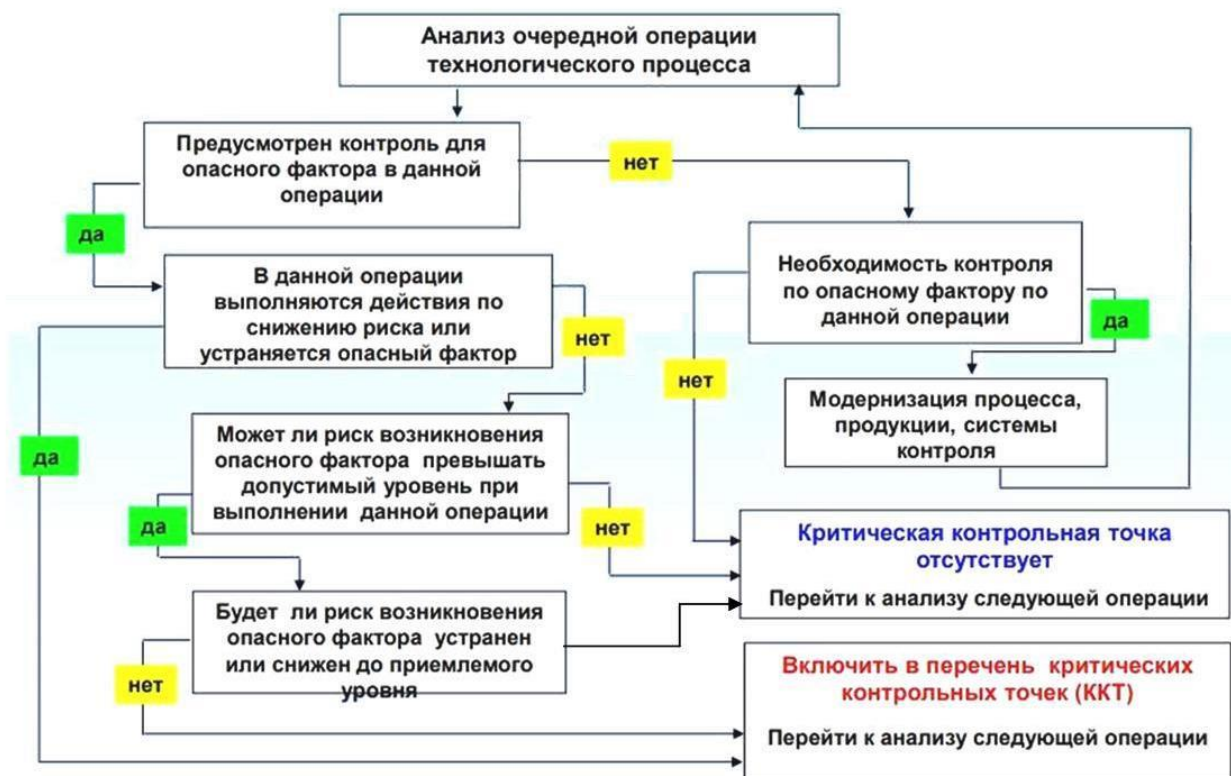 Анализ очередной операции
технологического процесса
Предусмотрен контроль для
опасного фактора в данной
операции
нет
да
В данной операции
выполняются действия по
снижению риска или
устраняется опасный фактор
нет
Необходимость контроля
по опасному фактору по
данной операции
да
нет
Модернизация процесса,
продукции, системы
контроля
да
Может ли риск возникновения
опасного фактора превышать
допустимый уровень при
выполнении данной операции
да
нет
Критическая контрольная точка
отсутствует
Перейти к анализу следующей операции
Будет ли риск возникновения
опасного фактора устранен
или снижен до приемлемого
уровня
нет
Включить в перечень критических
контрольных точек (ККТ)
Перейти к анализу следующей операции